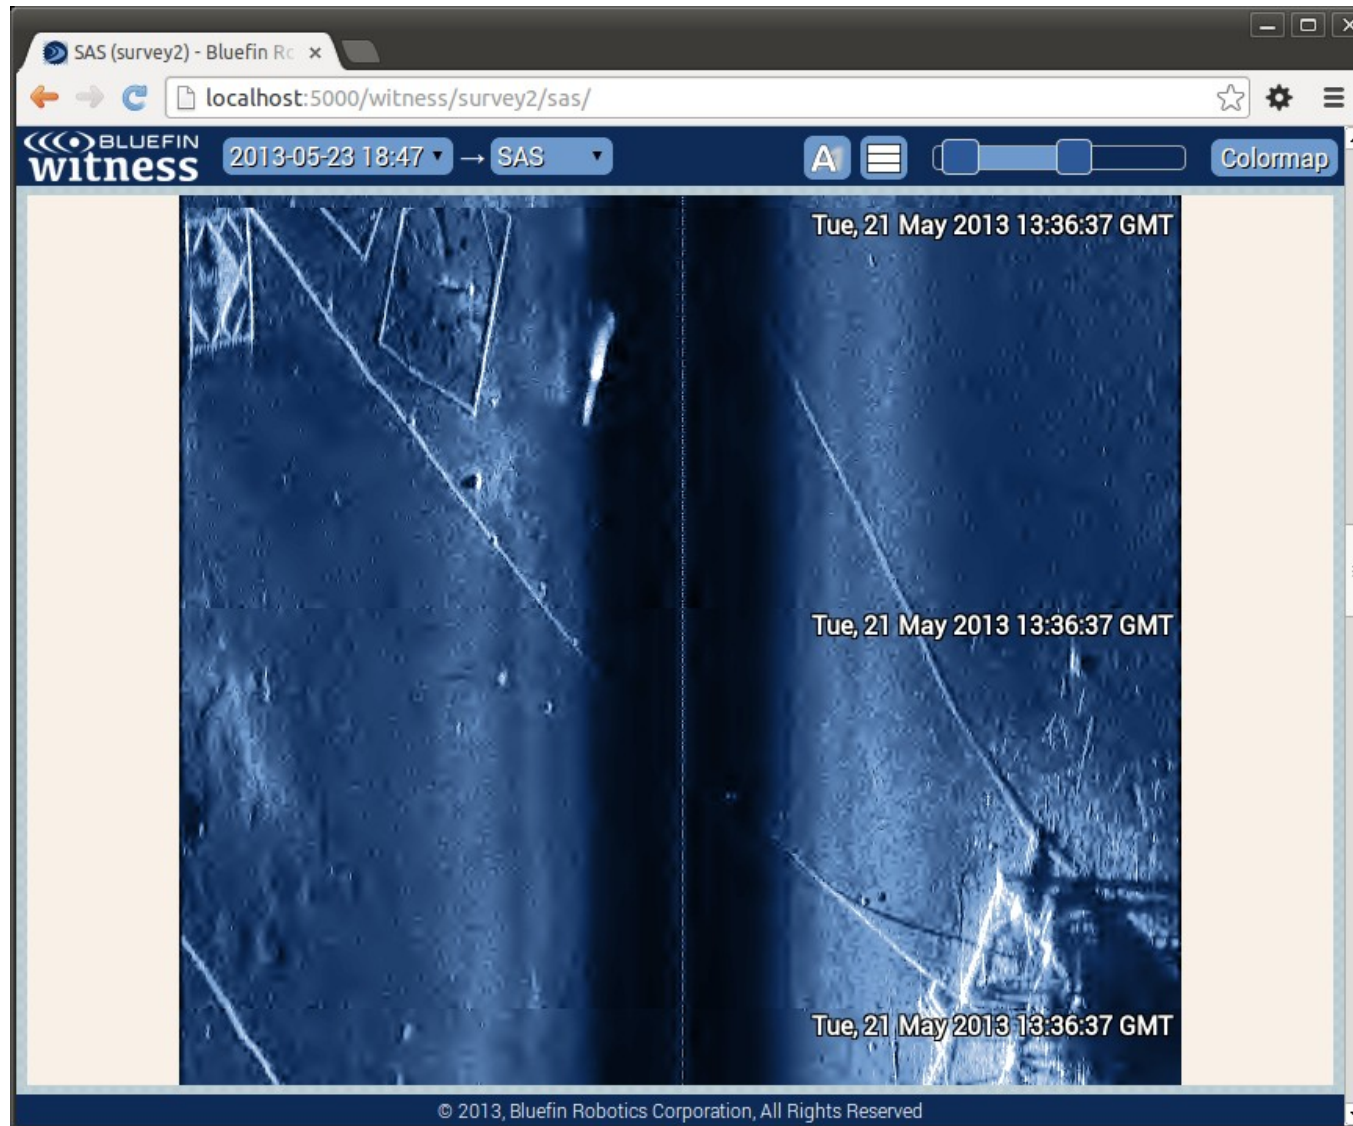 SAS (survey2) - Bluefin Ro
localhost:5000/witness/survey2/sas/
BLUEFIN
witness
2013-05-23 18:47 → SAS
A
Colormap
Tue, 21 May 2013 13:36:37 GMT
Tue, 21 May 2013 13:36:37 GMT
Tue, 21 May 2013 13:36:37 GMT
© 2013, Bluefin Robotics Corporation, All Rights Reserved